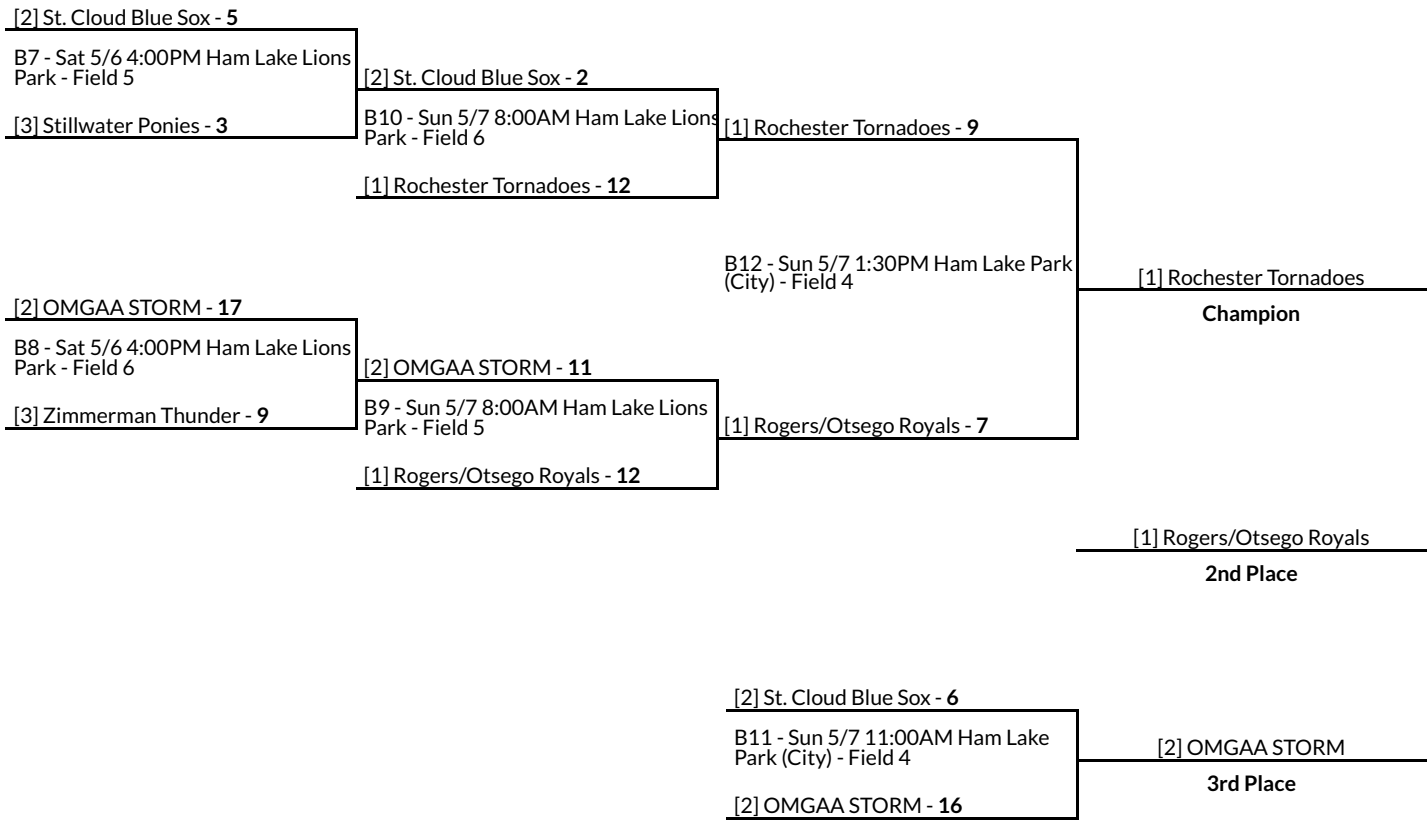 [2] St. Cloud Blue Sox - 5
B7 - Sat 5/6 4:00PM Ham Lake Lions
Park - Field 5
[3] Stillwater Ponies - 3
[2] OMGAA STORM - 17
B8 - Sat 5/6 4:00PM Ham Lake Lions
Park - Field 6
[3] Zimmerman Thunder - 9
[2] St. Cloud Blue Sox - 2
B10 - Sun 5/7 8:00AM Ham Lake Lions
Park - Field 6
[1] Rochester Tornadoes - 12
[2] OMGAA STORM - 11
B9 - Sun 5/7 8:00AM Ham Lake Lions
Park - Field 5
[1] Rogers/Otsego Royals - 12
[1] Rochester Tornadoes - 9
B12 - Sun 5/7 1:30PM Ham Lake Park
(City) - Field 4
[1] Rogers/Otsego Royals - 7
[1] Rochester Tornadoes
Champion
[1] Rogers/Otsego Royals
2nd Place
[2] St. Cloud Blue Sox - 6
B11 - Sun 5/7 11:00AM Ham Lake
Park (City) - Field 4
[2] OMGAA STORM - 16
[2] OMGAA STORM
3rd Place